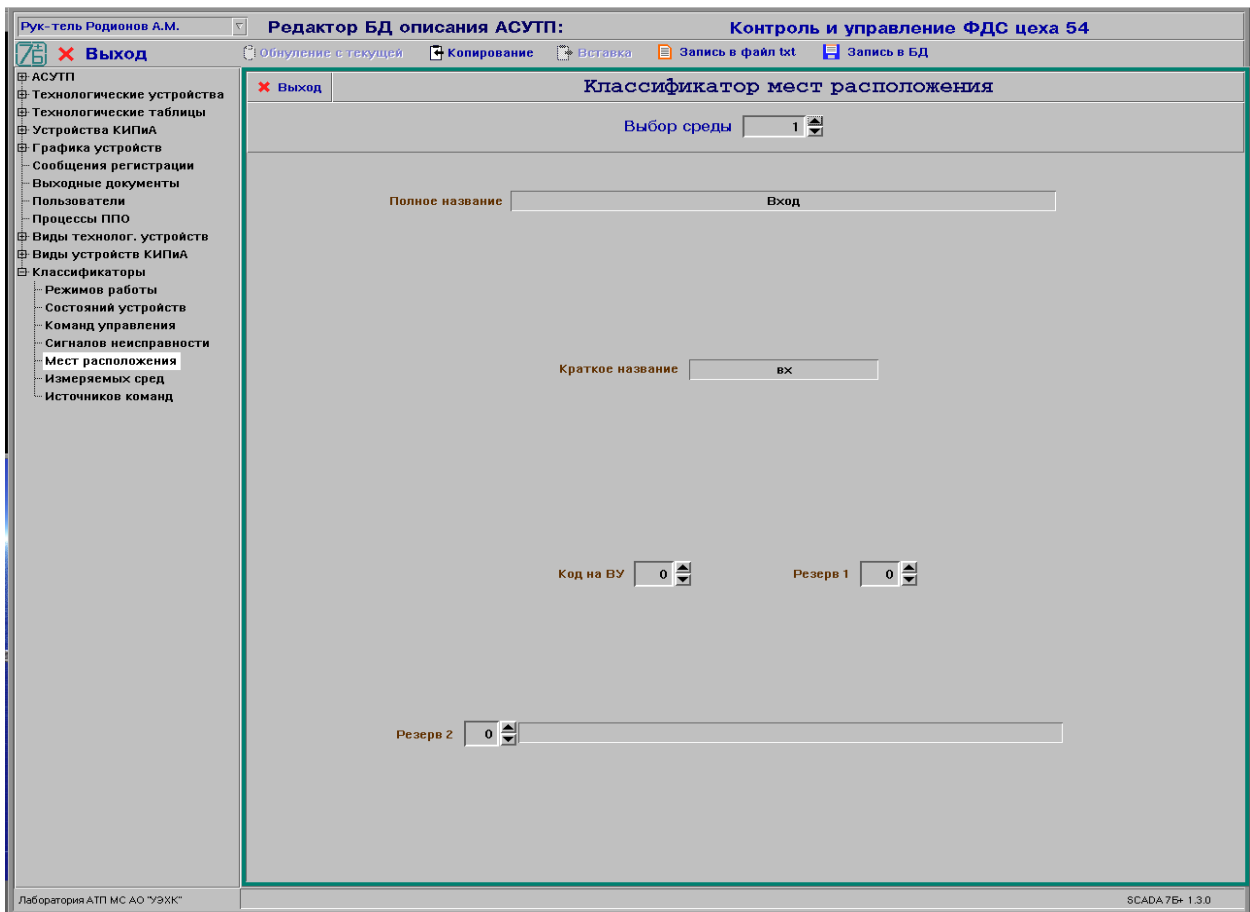 Рук-тель Родионов А.М.
Редактор БД описания АСУТП: Контроль и управление ФДС цеха 54
7Б Выход Обнуление с текущей Копирование Вставка Запись в файл txt Запись в БД
АСУТП
Технологические устройства
Технологические таблицы
Устройства КИПиА
Графика устройств
Сообщения регистрации
Выходные документы
Пользователи
Процессы ППО
Виды технолог. устройств
Виды устройств КИПиА
Классификаторы
Режимов работы
Состояний устройств
Команд управления
Сигналов неисправности
Мест расположения
Измеряемых сред
Источников команд
Выход Классификатор мест расположения
Выбор среды 1
Полное название Вход
Краткое название вх
Код на ВУ 0 Резерв 1 0
Резерв 2 0
Лаборатория АТП МС АО "УЭХК" SCADA 7Б+ 1.3.0